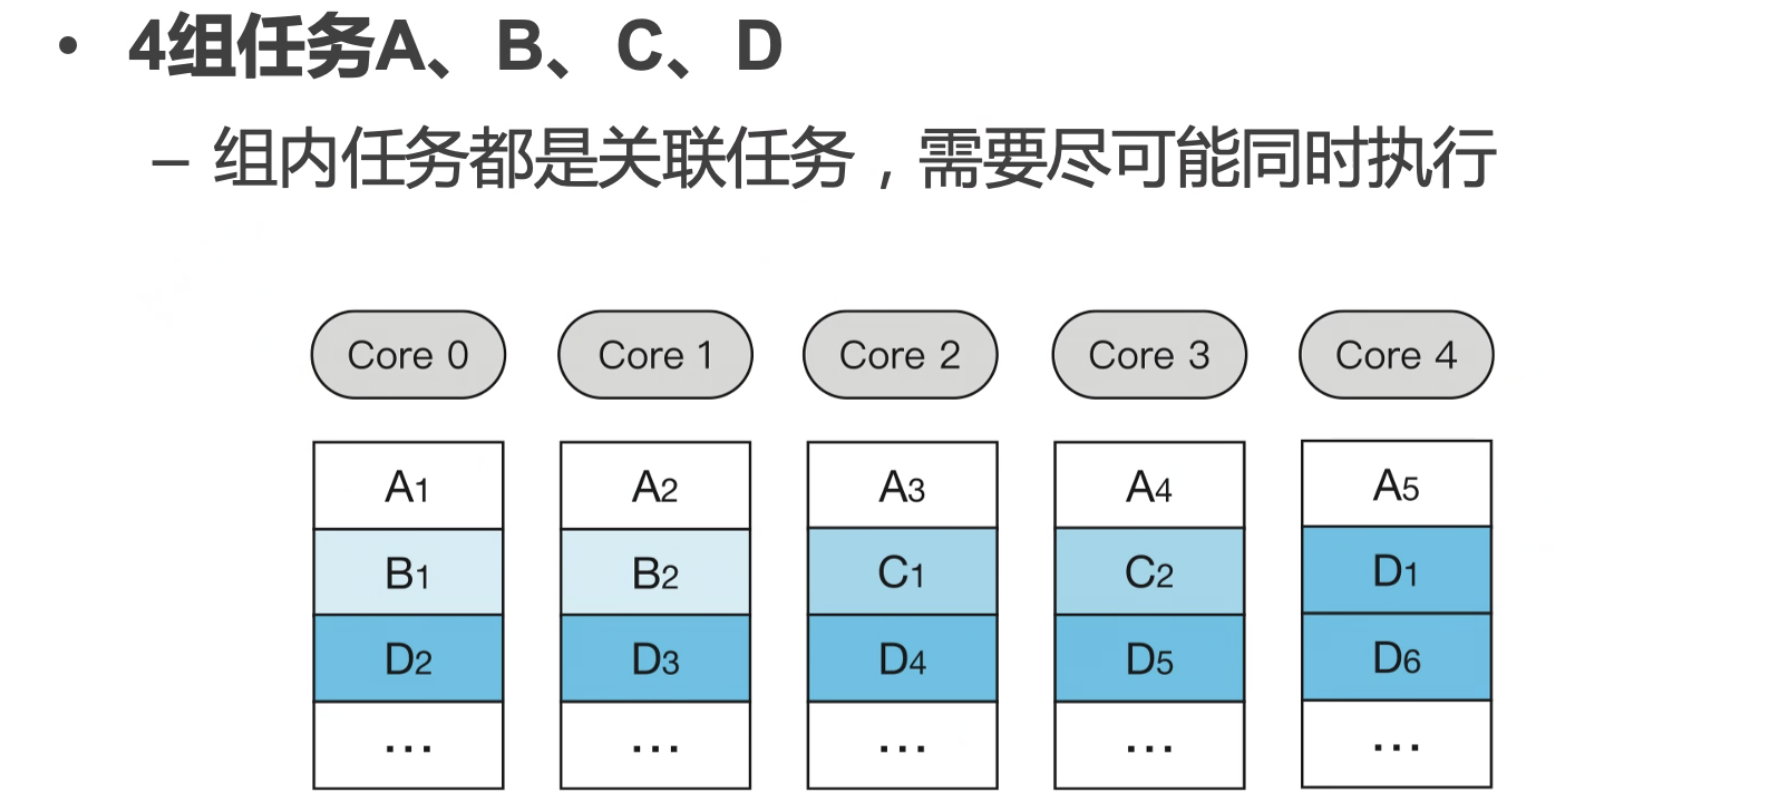 • 4组任务A、B、C、D
– 组内任务都是关联任务，需要尽可能同时执行
Core 0 Core 1 Core 2 Core 3 Core 4
A1 A2 A3 A4 A5
B1 B2 C1 C2 D1
D2 D3 D4 D5 D6
... ... ... ... ...